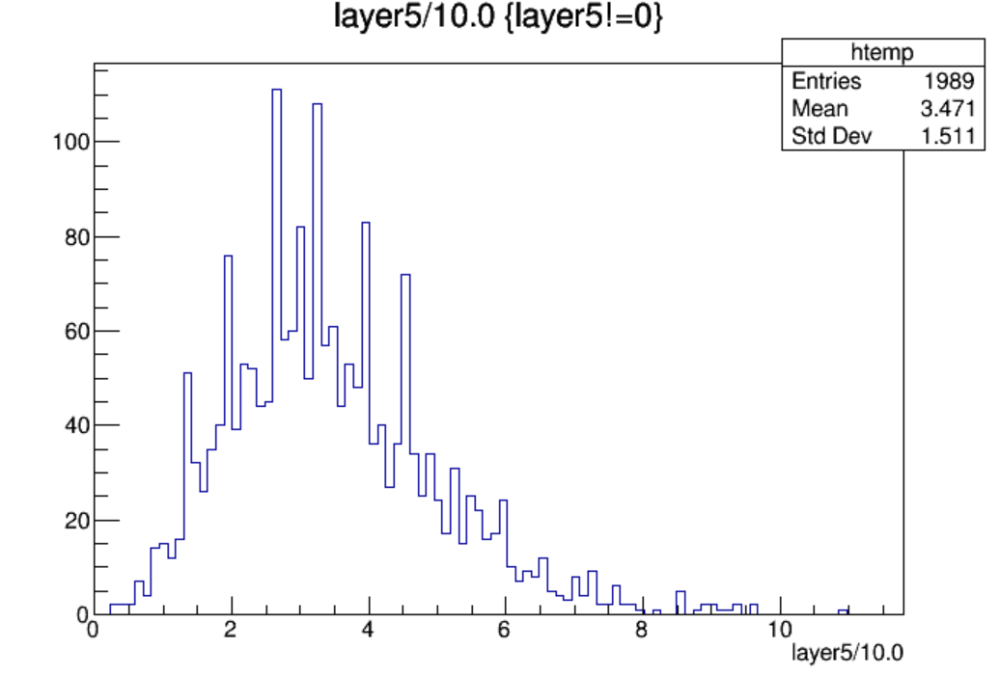 layer5/10.0 {layer5!=0}
htemp
Entries 1989
Mean 3.471
Std Dev 1.511
100
80
60
40
20
0
0 2 4 6 8 10
layer5/10.0